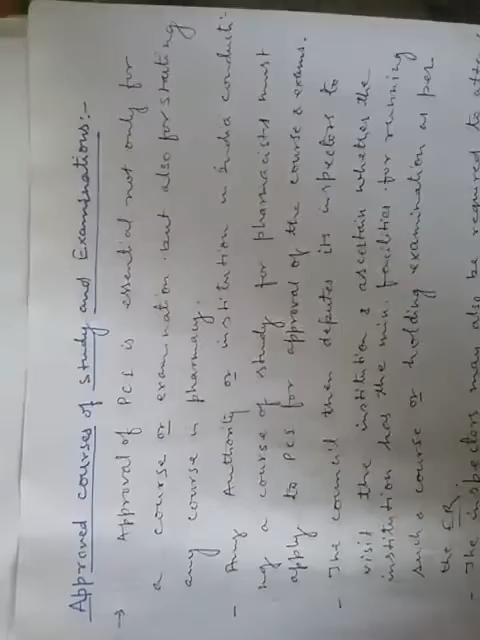 Approved courses of study and Examinations:-
→ Approval of PCI is essential not only for
a course or examination but also for starting
any course in pharmacy.
- Any Authority or institution in India conducti-
ng a course of study for pharmacists must
apply to PCI for approval of the course & exams.
- The council then deputes its inspectors to
visit the institution & ascertain whether the
institution has the min. facilities for running
such a course or holding examination as per
the ER.
- The inspectors may also be required to